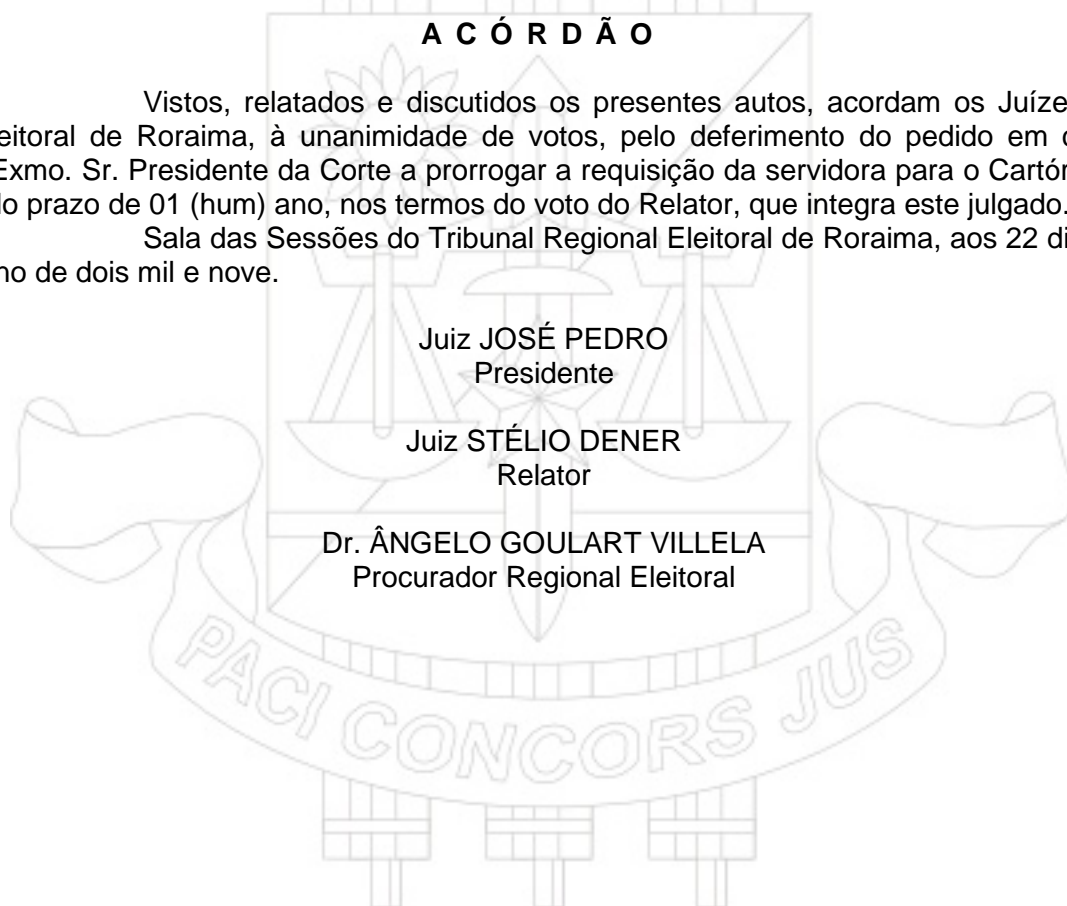 A C Ó R D Ã O
Vistos, relatados e discutidos os presentes autos, acordam os Juíze
eitoral de Roraima, à unanimidade de votos, pelo deferimento do pedido em
Exmo. Sr. Presidente da Corte a prorrogar a requisição da servidora para o Cartór
lo prazo de 01 (hum) ano, nos termos do voto do Relator, que integra este julgado.
Sala das Sessões do Tribunal Regional Eleitoral de Roraima, aos 22 di
no de dois mil e nove.
Juiz JOSÉ PEDRO
Presidente
Juiz STÉLIO DENER
Relator
Dr. ÂNGELO GOULART VILLELA
Procurador Regional Eleitoral
PACI CONCORS JUS